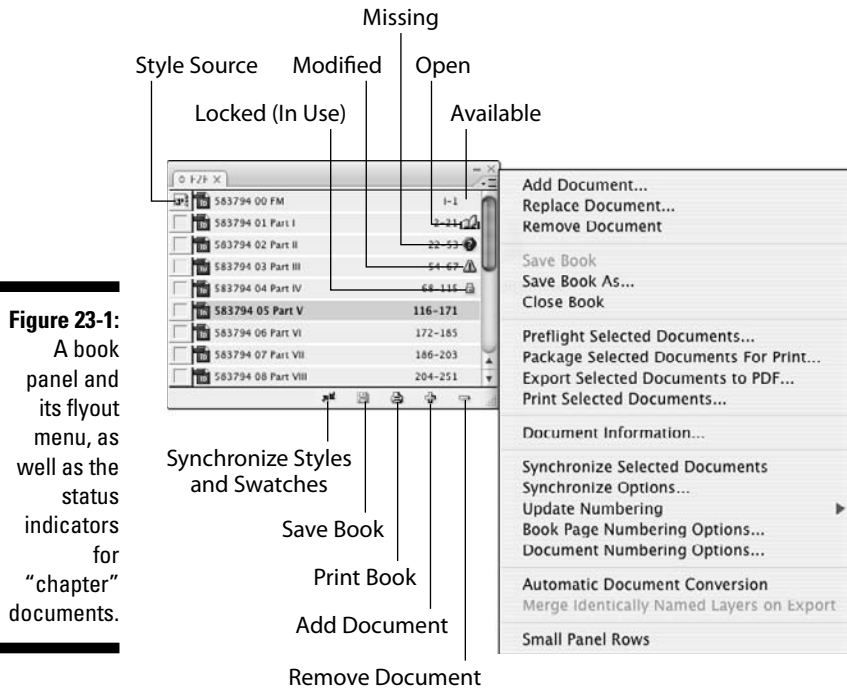 Missing
Style Source
Modified
Open
Locked (In Use)
Available
583794 00 FM
I-1
583794 01 Part I
2-21
583794 02 Part II
22-53
583794 03 Part III
54-67
583794 04 Part IV
68-115
583794 05 Part V
116-171
583794 06 Part VI
172-185
583794 07 Part VII
186-203
583794 08 Part VIII
204-251
Synchronize Styles
and Swatches
Save Book
Print Book
Add Document
Remove Document
Add Document...
Replace Document...
Remove Document
Save Book
Save Book As...
Close Book
Preflight Selected Documents...
Package Selected Documents For Print...
Export Selected Documents to PDF...
Print Selected Documents...
Document Information...
Synchronize Selected Documents
Synchronize Options...
Update Numbering
Book Page Numbering Options...
Document Numbering Options...
Automatic Document Conversion
Merge Identically Named Layers on Export
Small Panel Rows
Figure 23-1:
A book
panel and
its flyout
menu, as
well as the
status
indicators
for
“chapter”
documents.